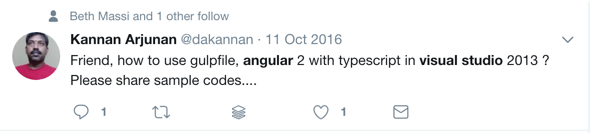 Beth Massi and 1 other follow
Kannan Arjunan @dakannan · 11 Oct 2016
Friend, how to use gulpfile, angular 2 with typescript in visual studio 2013 ?
Please share sample codes....
1 1